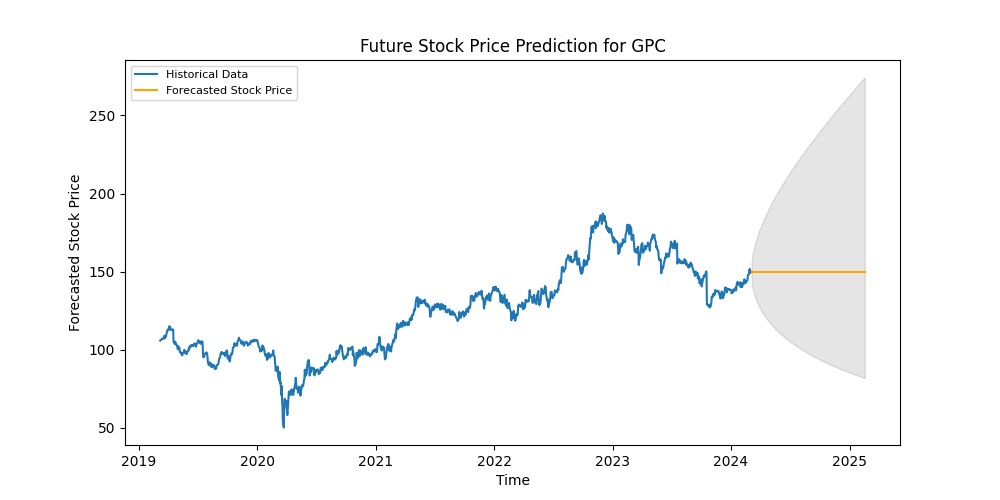 Future Stock Price Prediction for GPC
Historical Data
Forecasted Stock Price
Forecasted Stock Price
250
200
150
100
50
2019 2020 2021 2022 2023 2024 2025
Time